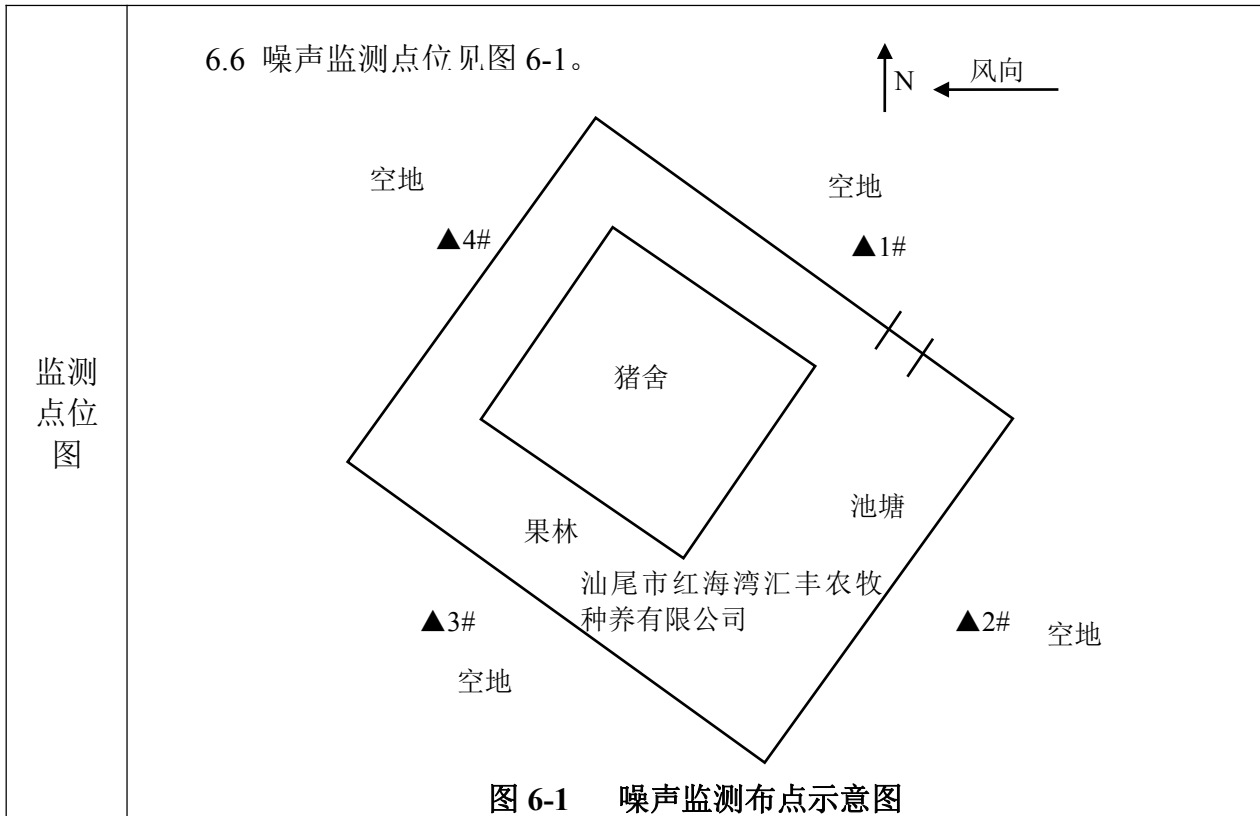 6.6 噪声监测点位见图 6-1。
N
风向
空地
空地
▲4#
▲1#
监测
点位
图
猪舍
池塘
果林
汕尾市红海湾汇丰农牧
种养有限公司
▲3#
▲2#
空地
空地
图 6-1 噪声监测布点示意图